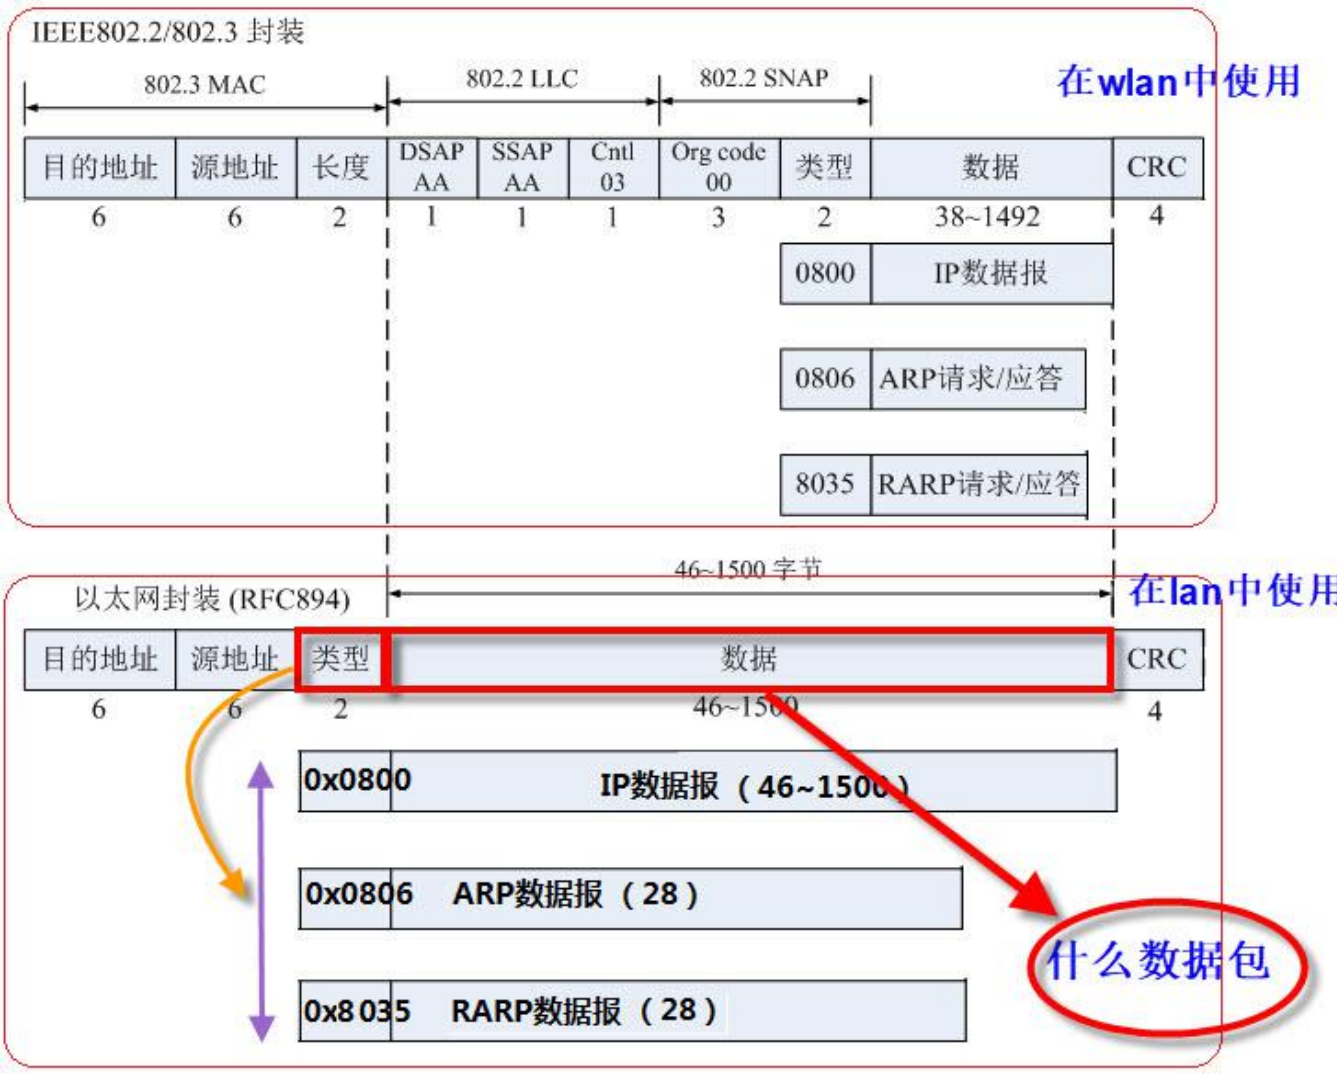 IEEE802.2/802.3 封装
802.3 MAC
802.2 LLC
802.2 SNAP
在wlan中使用
目的地址
源地址
长度
DSAP
AA
SSAP
AA
Cntl
03
Org code
00
类型
数据
CRC
6
6
2
1
1
1
3
2
38~1492
4
0800
IP数据报
0806
ARP请求/应答
8035
RARP请求/应答
46~1500 字节
以太网封装 (RFC894)
在lan中使用
目的地址
源地址
类型
数据
CRC
6
6
2
46~1500
4
0x0800
IP数据报 (46~1500)
0x0806
ARP数据报 (28)
什么数据包
0x8035
RARP数据报 (28)